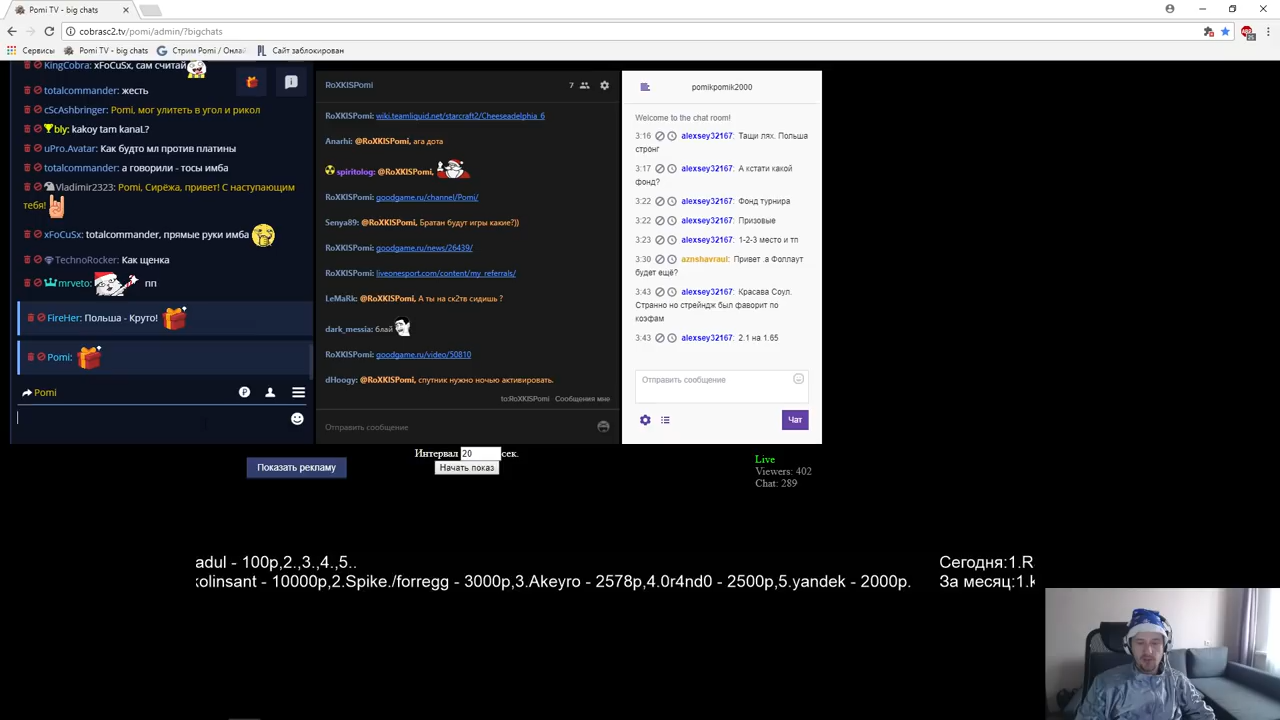 Pomi TV - big chats
cobrasc2.tv/pomi/admin/?bigchats
Сервисы
Pomi TV - big chats
Стрим Pomi / Онлай
Сайт заблокирован
KingCobra: xFoCuSx, сам считай
totalcommander: жесть
cScAshbringer: Pomi, мог улитеть в угол и рикол
bly: kakoy tam kanal.?
uPro.Avatar: Как будто мл против платины
totalcommander: а говорили - тосы имба
Vladimir2323: Pomi, Сирёжа, привет! С наступающим
тебя!
xFoCuSx: totalcommander, прямые руки имба
TechnoRocker: Как щенка
mrveto: пп
FireHer: Польша - Круто!
Pomi:
Pomi
RoXKISPomi
7
RoXKISPomi: wiki.teamliquid.net/starcraft2/Cheeseadelphia_6
Anarhi: @RoXKISPomi, ага дота
spiritolog: @RoXKISPomi,
RoXKISPomi: goodgame.ru/channel/Pomi/
Senya89: @RoXKISPomi, Братан будут игры какие?))
RoXKISPomi: goodgame.ru/news/26439/
RoXKISPomi: liveonesport.com/content/my_referrals/
LeMaRIc: @RoXKISPomi, А ты на ск2тв сидишь ?
dark_messia: блай
RoXKISPomi: goodgame.ru/video/50810
dHoogy: @RoXKISPomi, спутник нужно ночью активировать.
to:RoXKISPomi Сообщения мне
Отправить сообщение
pomikpomik2000
Welcome to the chat room!
3:16 alexsey32167: Тащи лях. Польша
стронг
3:17 alexsey32167: А кстати какой
фонд?
3:22 alexsey32167: Фонд турнира
3:22 alexsey32167: Призовые
3:23 alexsey32167: 1-2-3 место и тп
3:30 aznshavraul: Привет .а Фоллаут
будет ещё?
3:43 alexsey32167: Красава Соул.
Странно но стрейндж был фаворит по
коэфам
3:43 alexsey32167: 2.1 на 1.65
Отправить сообщение
Чат
Показать рекламу
Интервал 20 сек.
Начать показ
Live
Viewers: 402
Chat: 289
adul - 100р,2.,3.,4.,5.. Сегодня:1.R
kolinsant - 10000р,2.Spike./forregg - 3000р,3.Akeyro - 2578р,4.0r4nd0 - 2500р,5.yandek - 2000р. За месяц:1.k